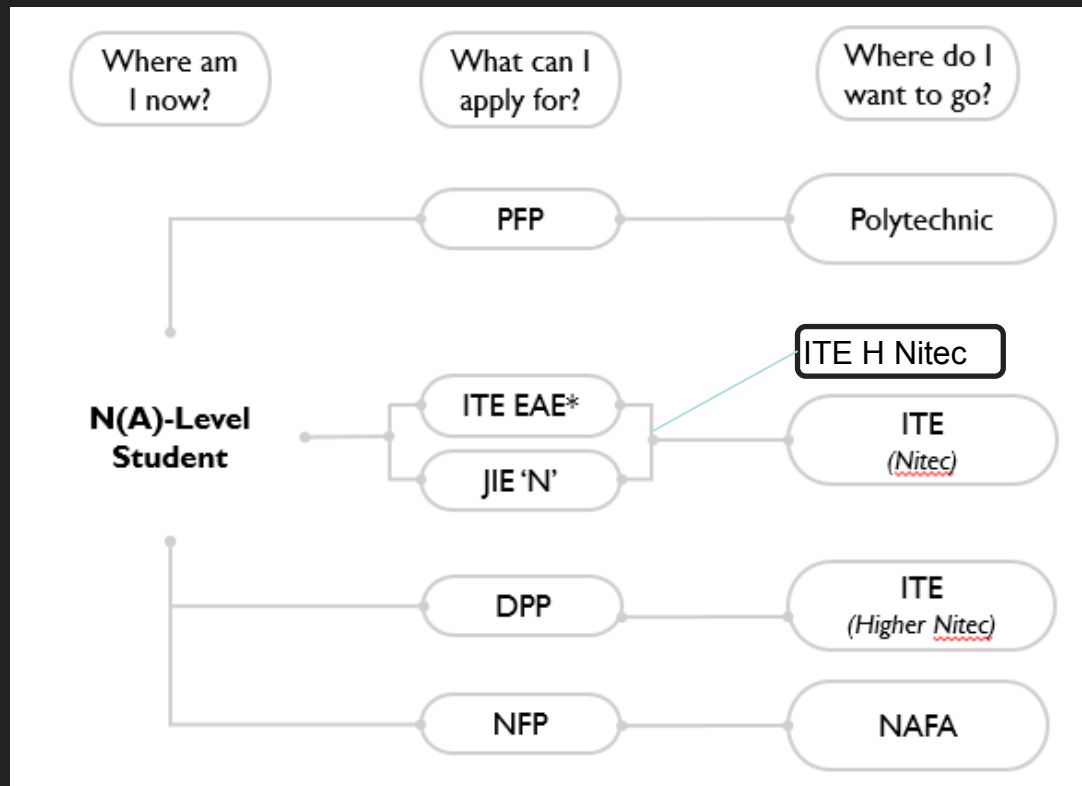 Where am
I now?
What can I
apply for?
Where do I
want to go?
PFP
Polytechnic
ITE H Nitec
N(A)-Level
Student
ITE EAE*
JIE ‘N’
ITE
(Nitec)
DPP
ITE
(Higher Nitec)
NFP
NAFA